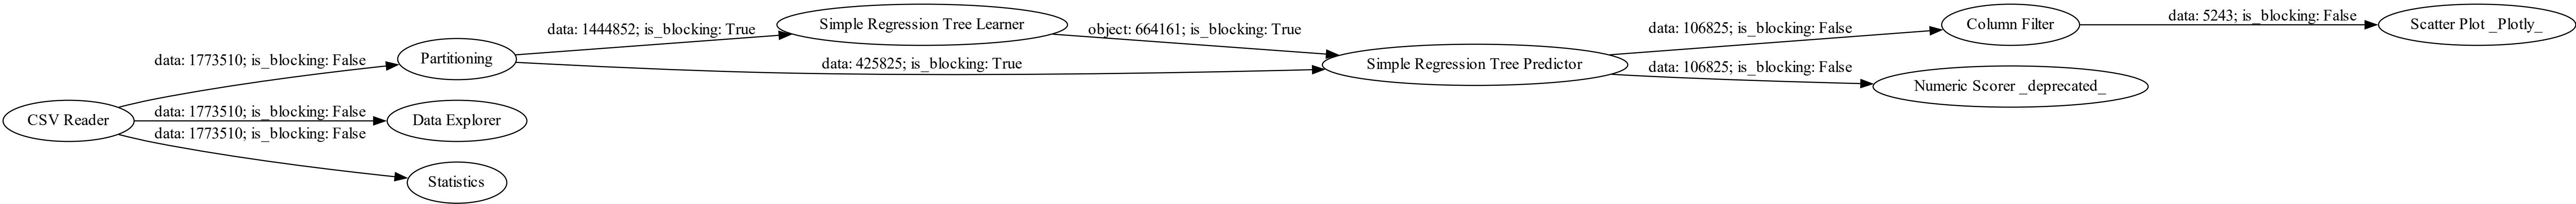 data: 1444852; is_blocking: True
Simple Regression Tree Learner
object: 664161; is_blocking: True
data: 106825; is_blocking: False
Column Filter
data: 5243; is_blocking: False
Scatter Plot _Plotly_
data: 1773510; is_blocking: False
Partitioning
data: 425825; is_blocking: True
Simple Regression Tree Predictor
data: 106825; is_blocking: False
Numeric Scorer _deprecated_
CSV Reader
data: 1773510; is_blocking: False
Data Explorer
data: 1773510; is_blocking: False
Statistics